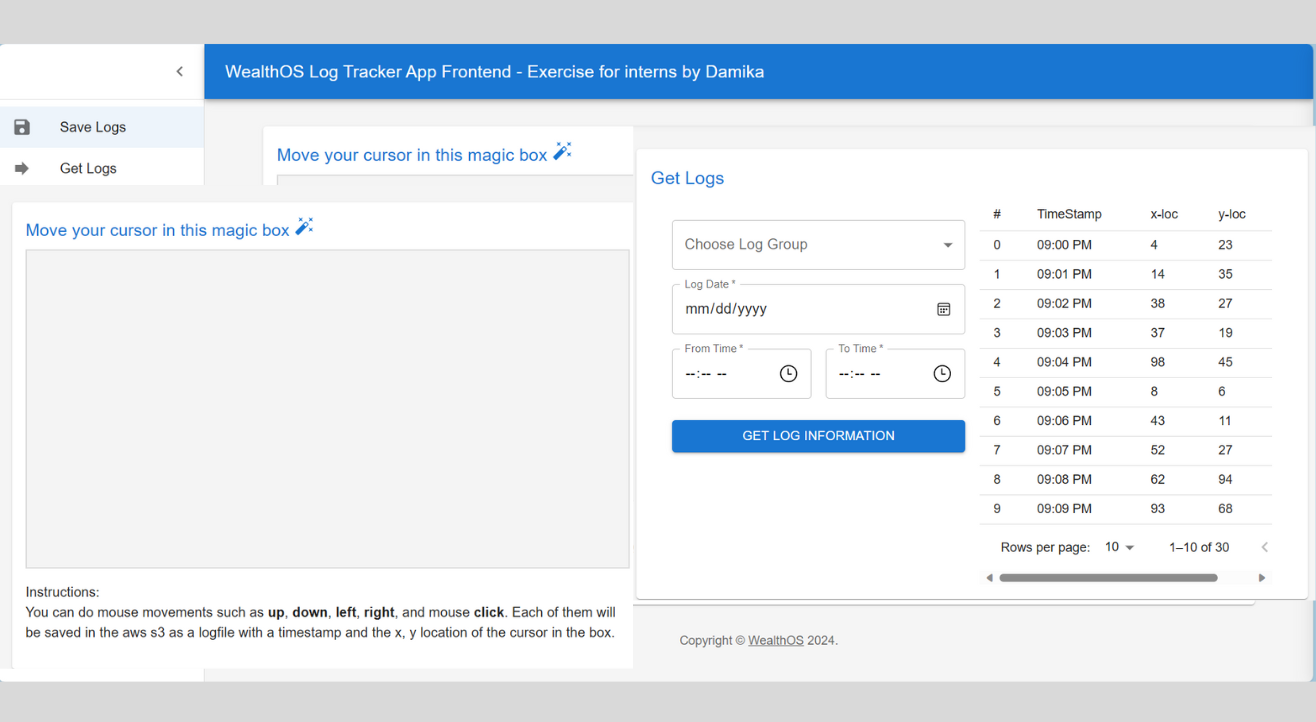 WealthOS Log Tracker App Frontend - Exercise for interns by Damika
Save Logs
Get Logs
Move your cursor in this magic box
Move your cursor in this magic box
Instructions:
You can do mouse movements such as up, down, left, right, and mouse click. Each of them will
be saved in the aws s3 as a logfile with a timestamp and the x, y location of the cursor in the box.
Get Logs
Choose Log Group
Log Date *
mm/dd/yyyy
From Time * To Time *
--:-- -- --:-- --
GET LOG INFORMATION
# TimeStamp x-loc y-loc
0 09:00 PM 4 23
1 09:01 PM 14 35
2 09:02 PM 38 27
3 09:03 PM 37 19
4 09:04 PM 98 45
5 09:05 PM 8 6
6 09:06 PM 43 11
7 09:07 PM 52 27
8 09:08 PM 62 94
9 09:09 PM 93 68
Rows per page: 10 1–10 of 30
Copyright © WealthOS 2024.